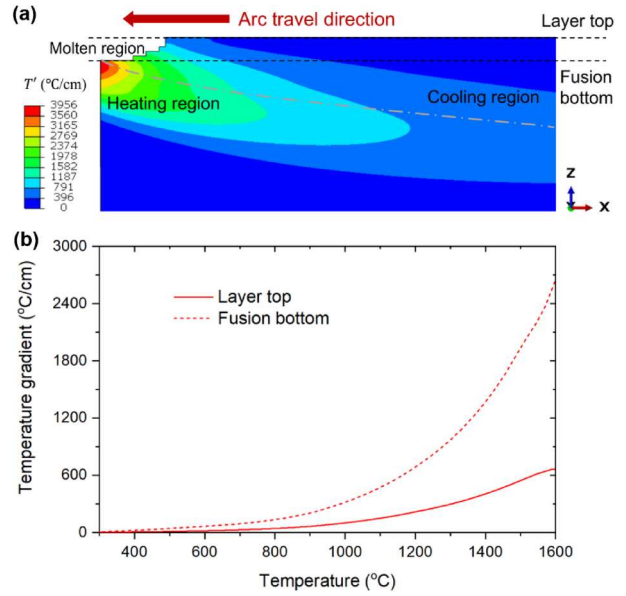 (a)
Arc travel direction
Layer top
Molten region
Fusion
bottom
T′ (°C/cm)
3956
3560
3165
2769
2374
1978
1582
1187
791
396
0
Heating region
Cooling region
Z
Y
X
(b)
Temperature gradient (°C/cm)
3000
2400
1800
1200
600
0
Layer top
Fusion bottom
400 600 800 1000 1200 1400 1600
Temperature (°C)